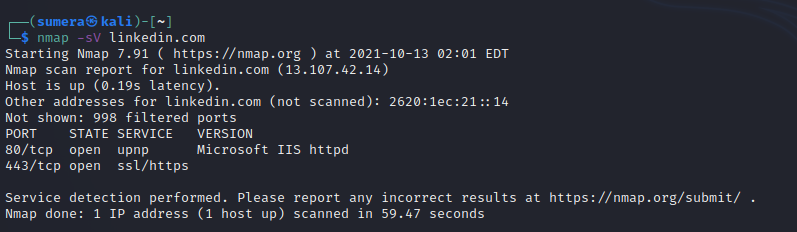 ┌──(sumera㉿kali)-[~]
└─$ nmap -sV linkedin.com
Starting Nmap 7.91 ( https://nmap.org ) at 2021-10-13 02:01 EDT
Nmap scan report for linkedin.com (13.107.42.14)
Host is up (0.19s latency).
Other addresses for linkedin.com (not scanned): 2620:1ec:21::14
Not shown: 998 filtered ports
PORT    STATE SERVICE   VERSION
80/tcp  open  upnp      Microsoft IIS httpd
443/tcp open  ssl/https
Service detection performed. Please report any incorrect results at https://nmap.org/submit/ .
Nmap done: 1 IP address (1 host up) scanned in 59.47 seconds